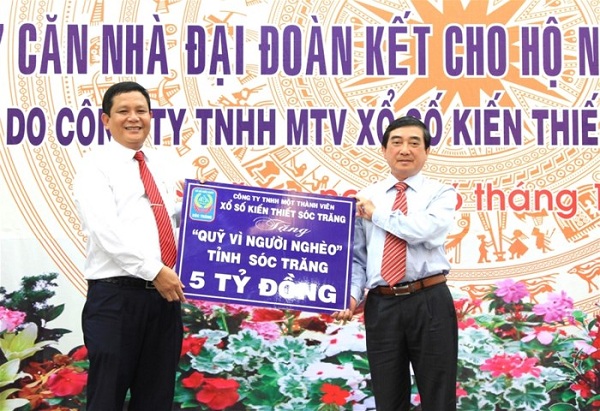 CĂN NHÀ ĐẠI ĐOÀN KẾT CHO HỘ N
DO CÔNG TY TNHH MTV XỔ SỐ KIẾN THIẾ
tháng 1
CÔNG TY TNHH MỘT THÀNH VIÊN
XỔ SỐ KIẾN THIẾT SÓC TRĂNG
Tặng
"QUỸ VÌ NGƯỜI NGHÈO"
TỈNH SÓC TRĂNG
5 TỶ ĐỒNG